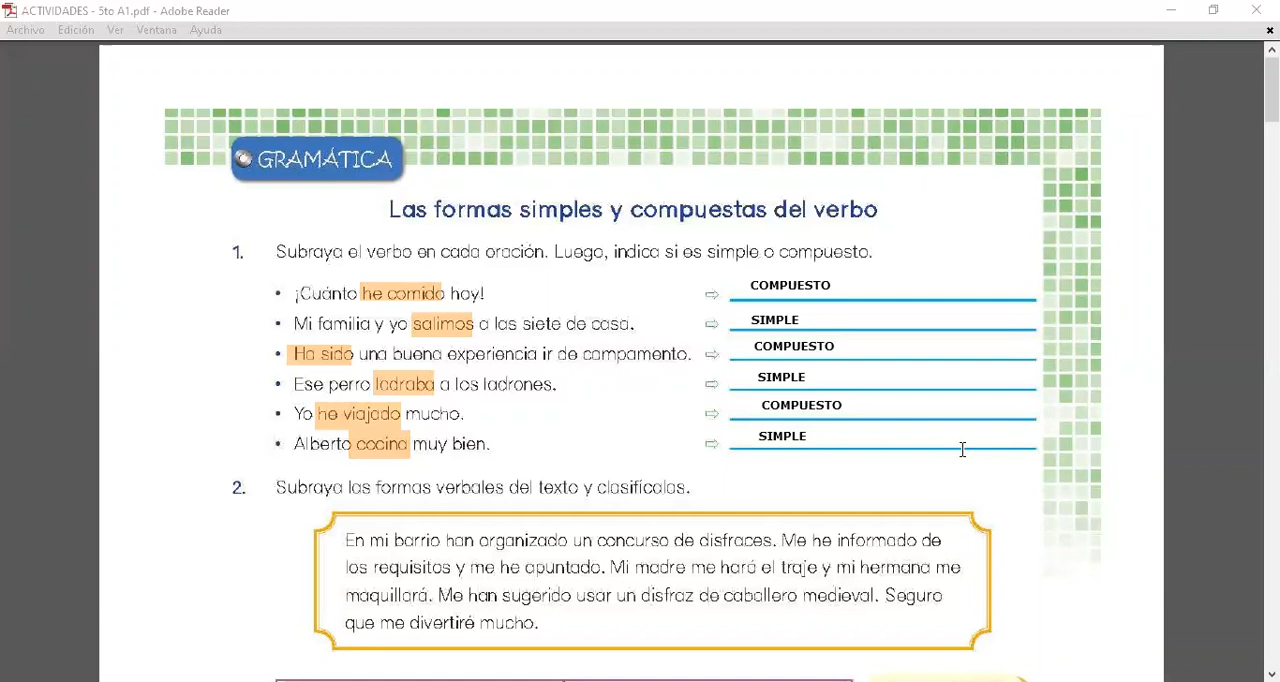 ACTIVIDADES - 5to A1.pdf - Adobe Reader
Archivo Edición Ver Ventana Ayuda
GRAMÁTICA
Las formas simples y compuestas del verbo
1. Subraya el verbo en cada oración. Luego, indica si es simple o compuesto.
• ¡Cuánto he comido hoy! ⇨ COMPUESTO
• Mi familia y yo salimos a las siete de casa. ⇨ SIMPLE
• Ha sido una buena experiencia ir de campamento. ⇨ COMPUESTO
• Ese perro ladraba a los ladrones. ⇨ SIMPLE
• Yo he viajado mucho. ⇨ COMPUESTO
• Alberto cocina muy bien. ⇨ SIMPLE
2. Subraya las formas verbales del texto y clasifícalas.
En mi barrio han organizado un concurso de disfraces. Me he informado de
los requisitos y me he apuntado. Mi madre me hará el traje y mi hermana me
maquillará. Me han sugerido usar un disfraz de caballero medieval. Seguro
que me divertiré mucho.